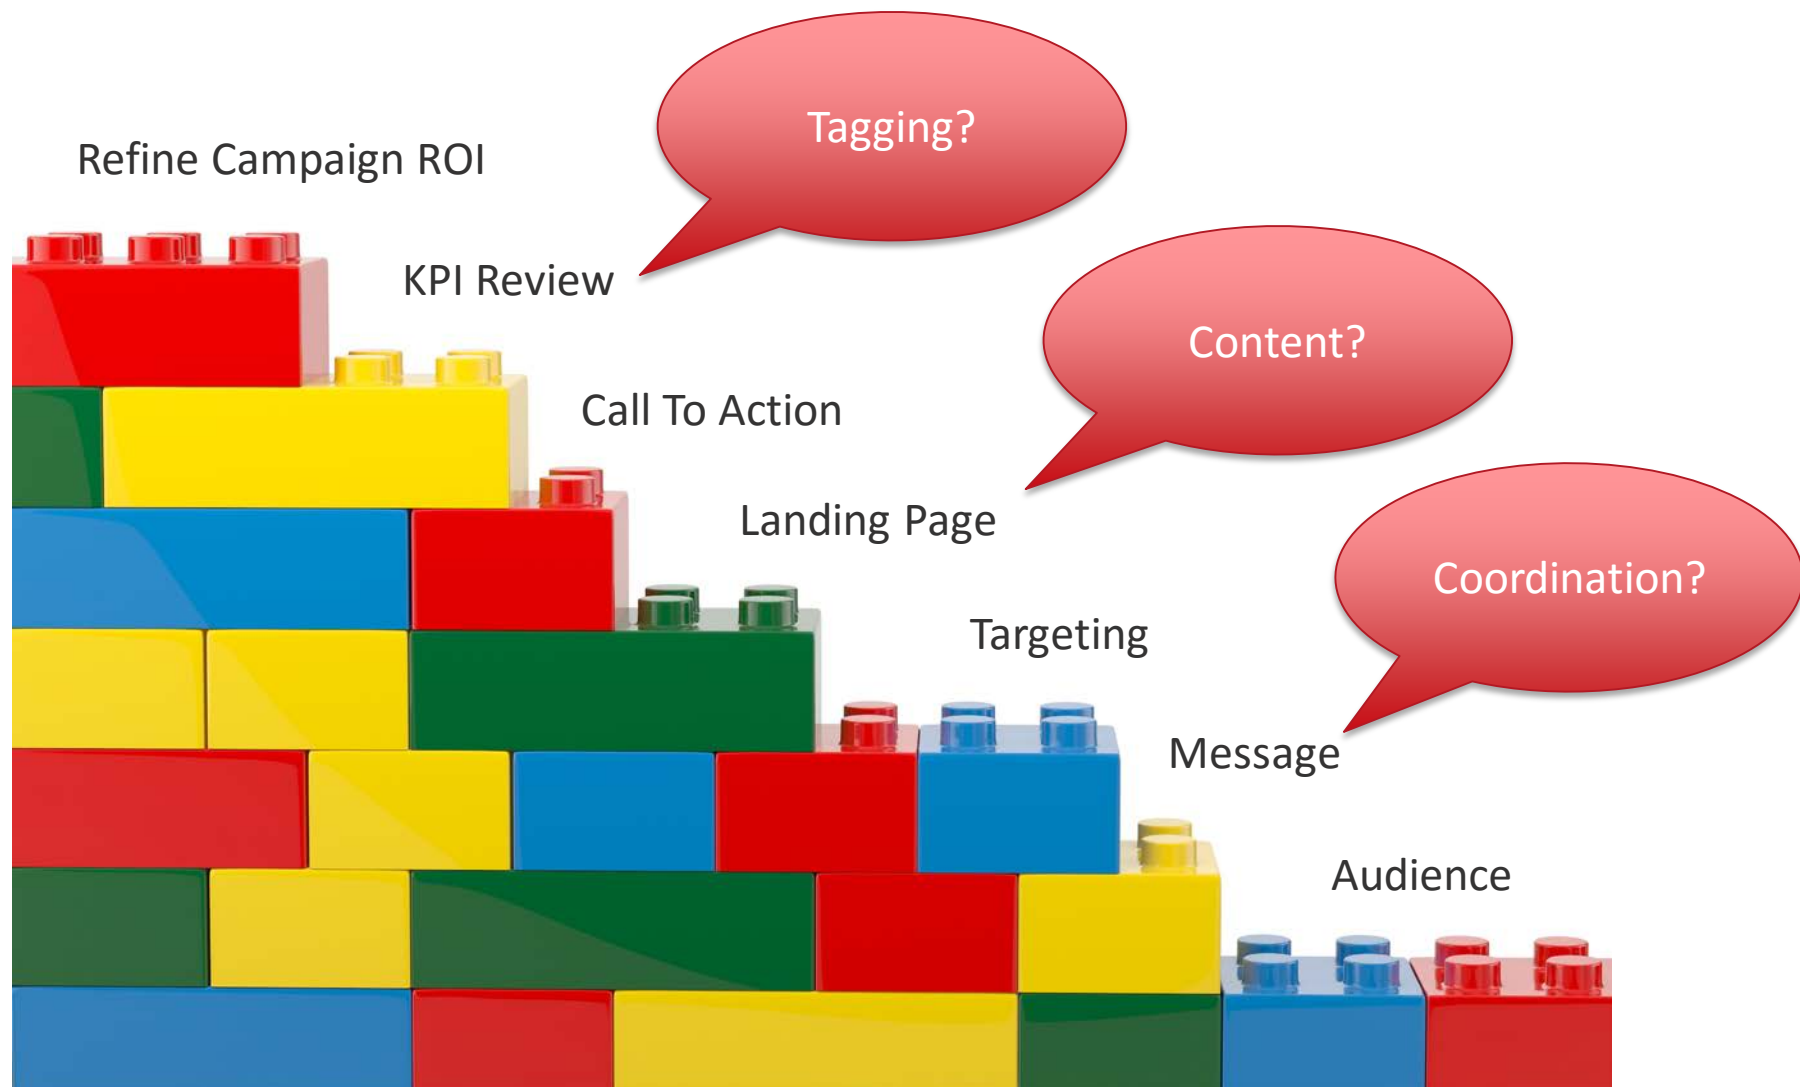 Tagging?
Refine Campaign ROI
KPI Review
Content?
Call To Action
Landing Page
Coordination?
Targeting
Message
Audience